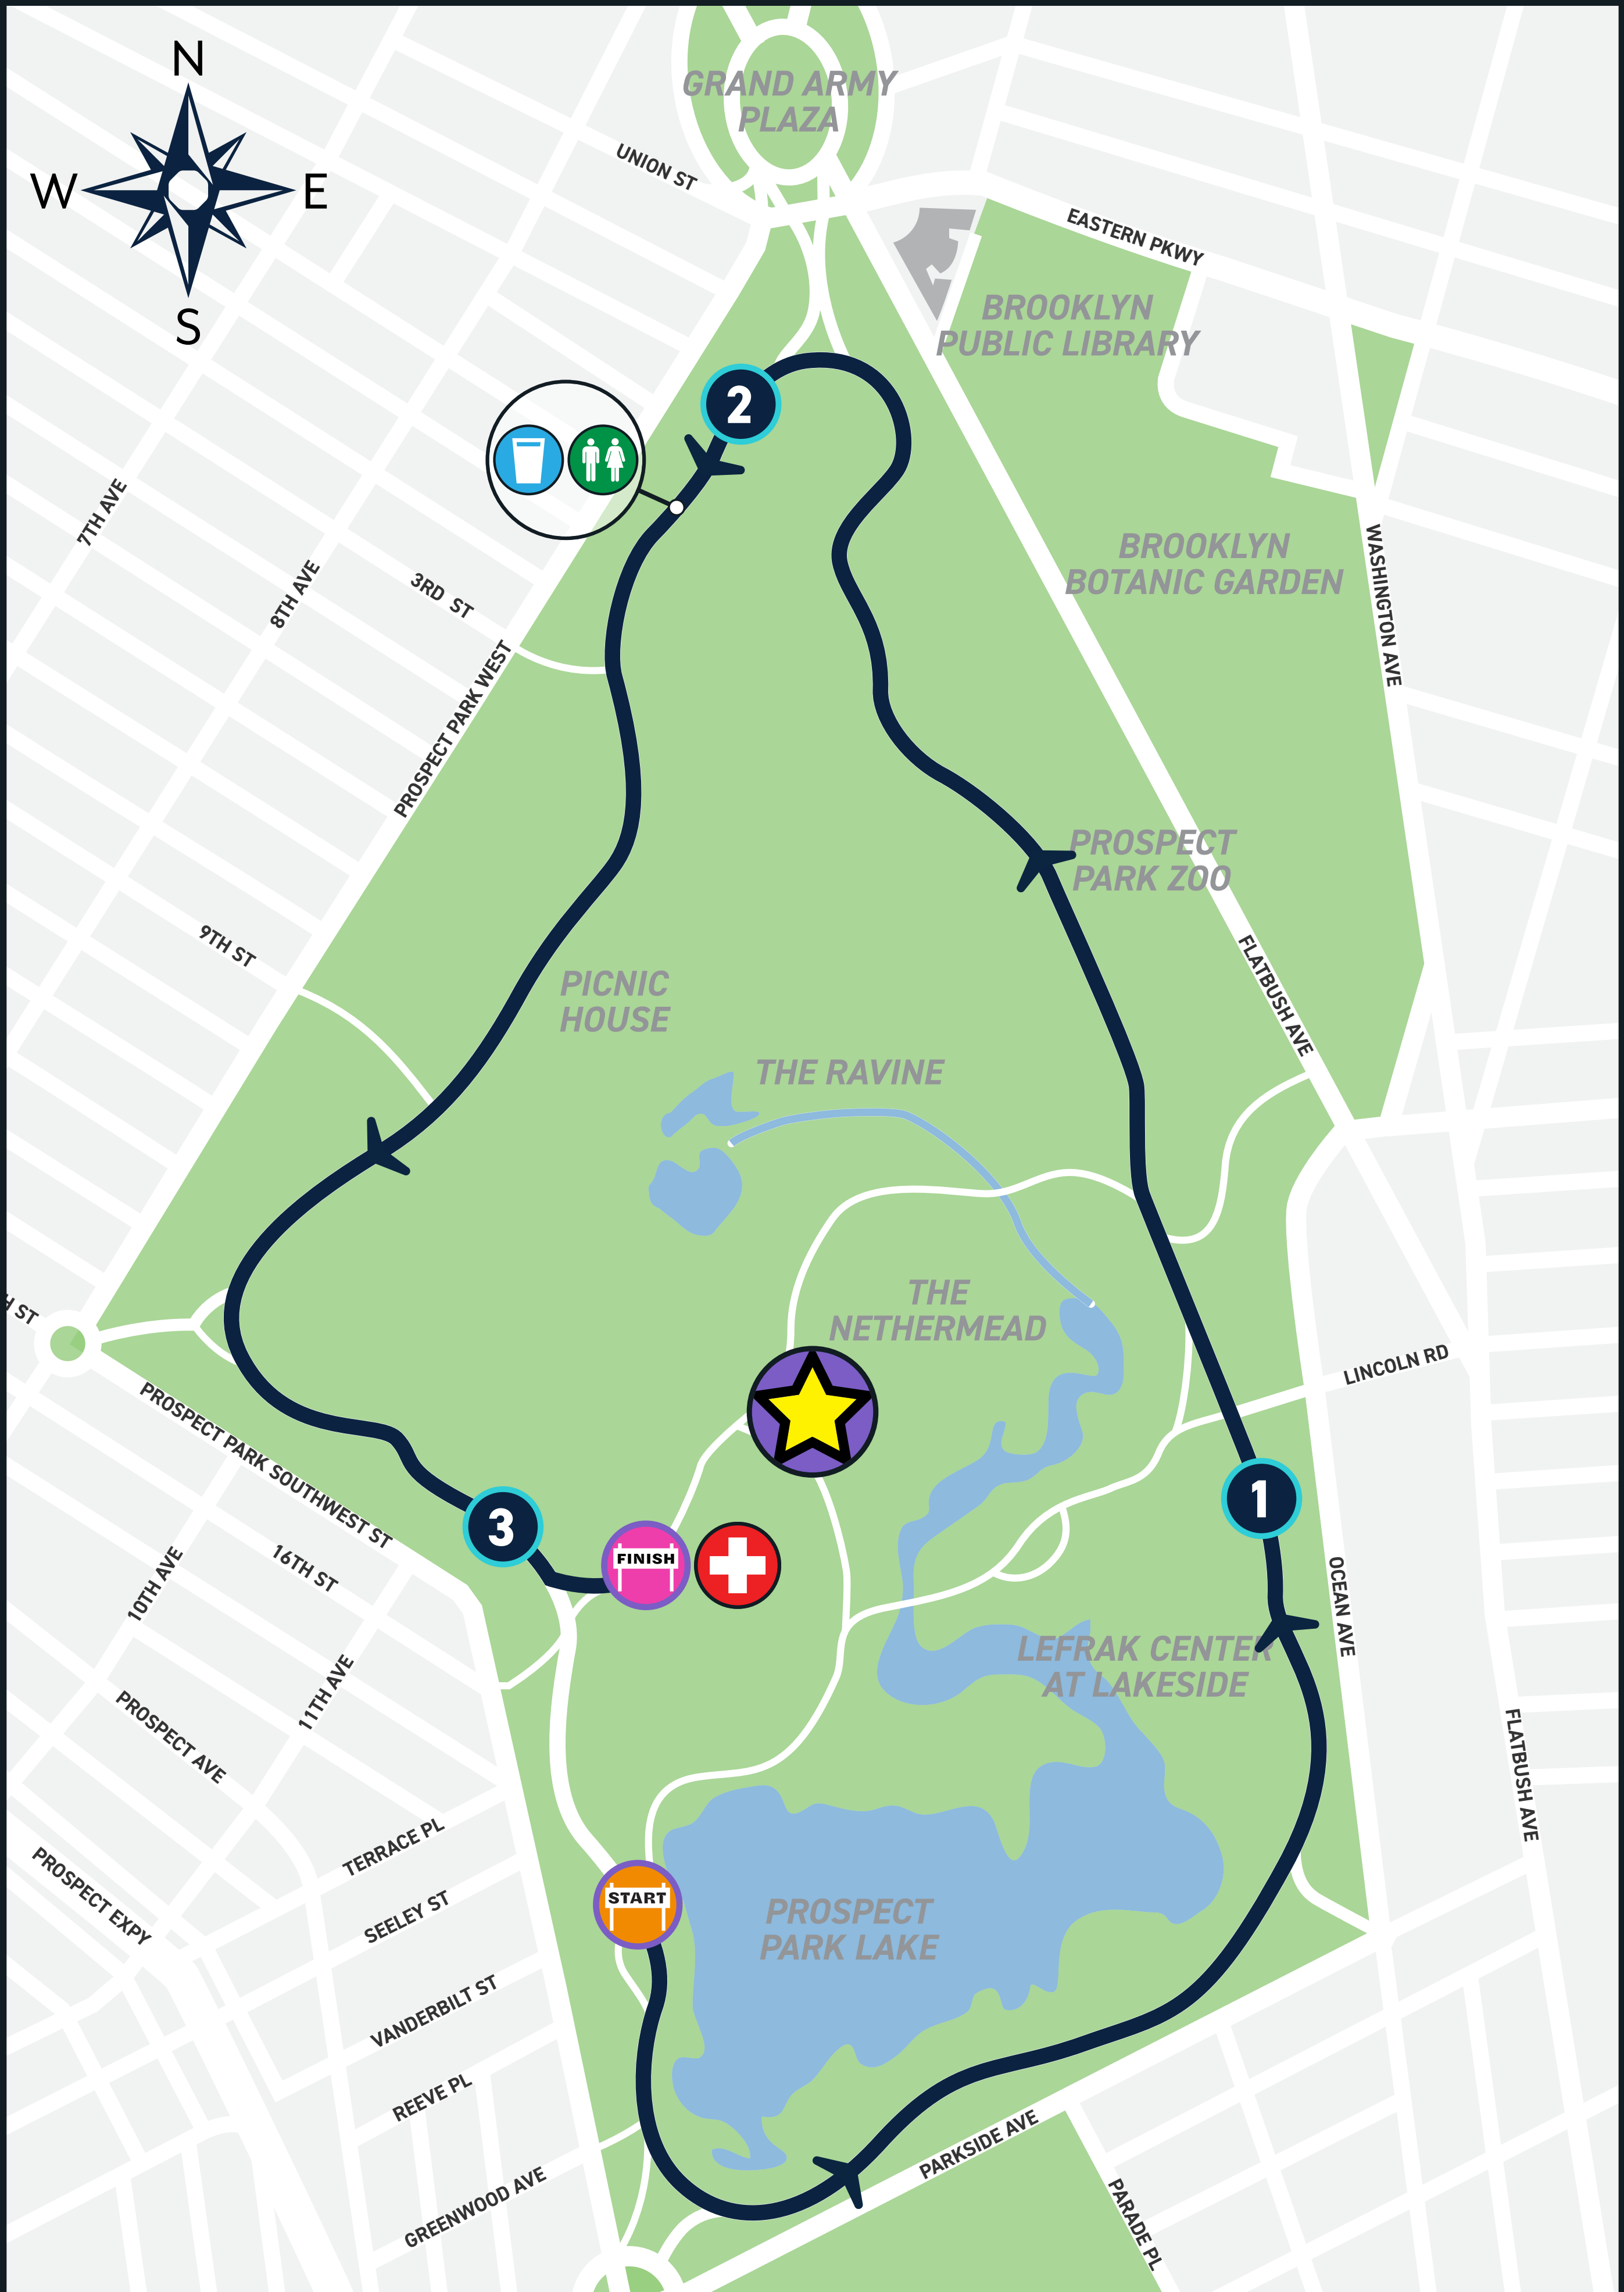 N
W
E
S
GRAND ARMY
PLAZA
UNION ST
EASTERN PKWY
BROOKLYN
PUBLIC LIBRARY
2
7TH AVE
8TH AVE
3RD ST
PROSPECT PARK WEST
BROOKLYN
BOTANIC GARDEN
WASHINGTON AVE
PROSPECT
PARK ZOO
9TH ST
FLATBUSH AVE
PICNIC
HOUSE
THE RAVINE
THE
NETHERMEAD
H ST
LINCOLN RD
PROSPECT PARK SOUTHWEST ST
1
3
FINISH
16TH ST
10TH AVE
OCEAN AVE
LEFRAK CENTER
AT LAKESIDE
11TH AVE
PROSPECT AVE
FLATBUSH AVE
TERRACE PL
PROSPECT EXPY
SEELEY ST
START
PROSPECT
PARK LAKE
VANDERBILT ST
REEVE PL
PARKSIDE AVE
GREENWOOD AVE
PARADE PL